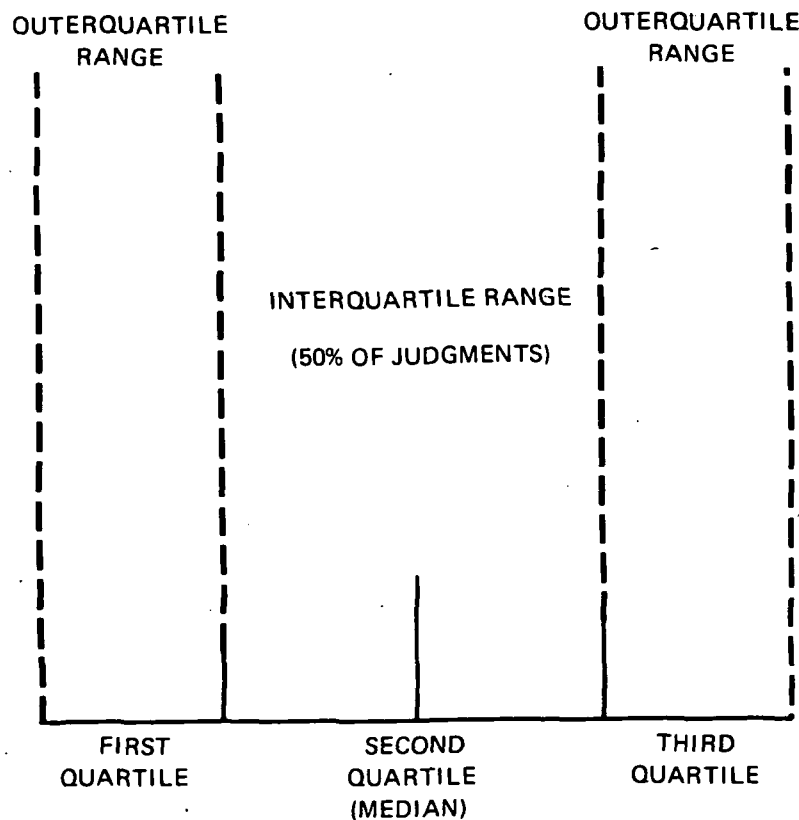 OUTERQUARTILE
RANGE
OUTERQUARTILE
RANGE
INTERQUARTILE RANGE
(50% OF JUDGMENTS)
FIRST
QUARTILE
SECOND
QUARTILE
(MEDIAN)
THIRD
QUARTILE